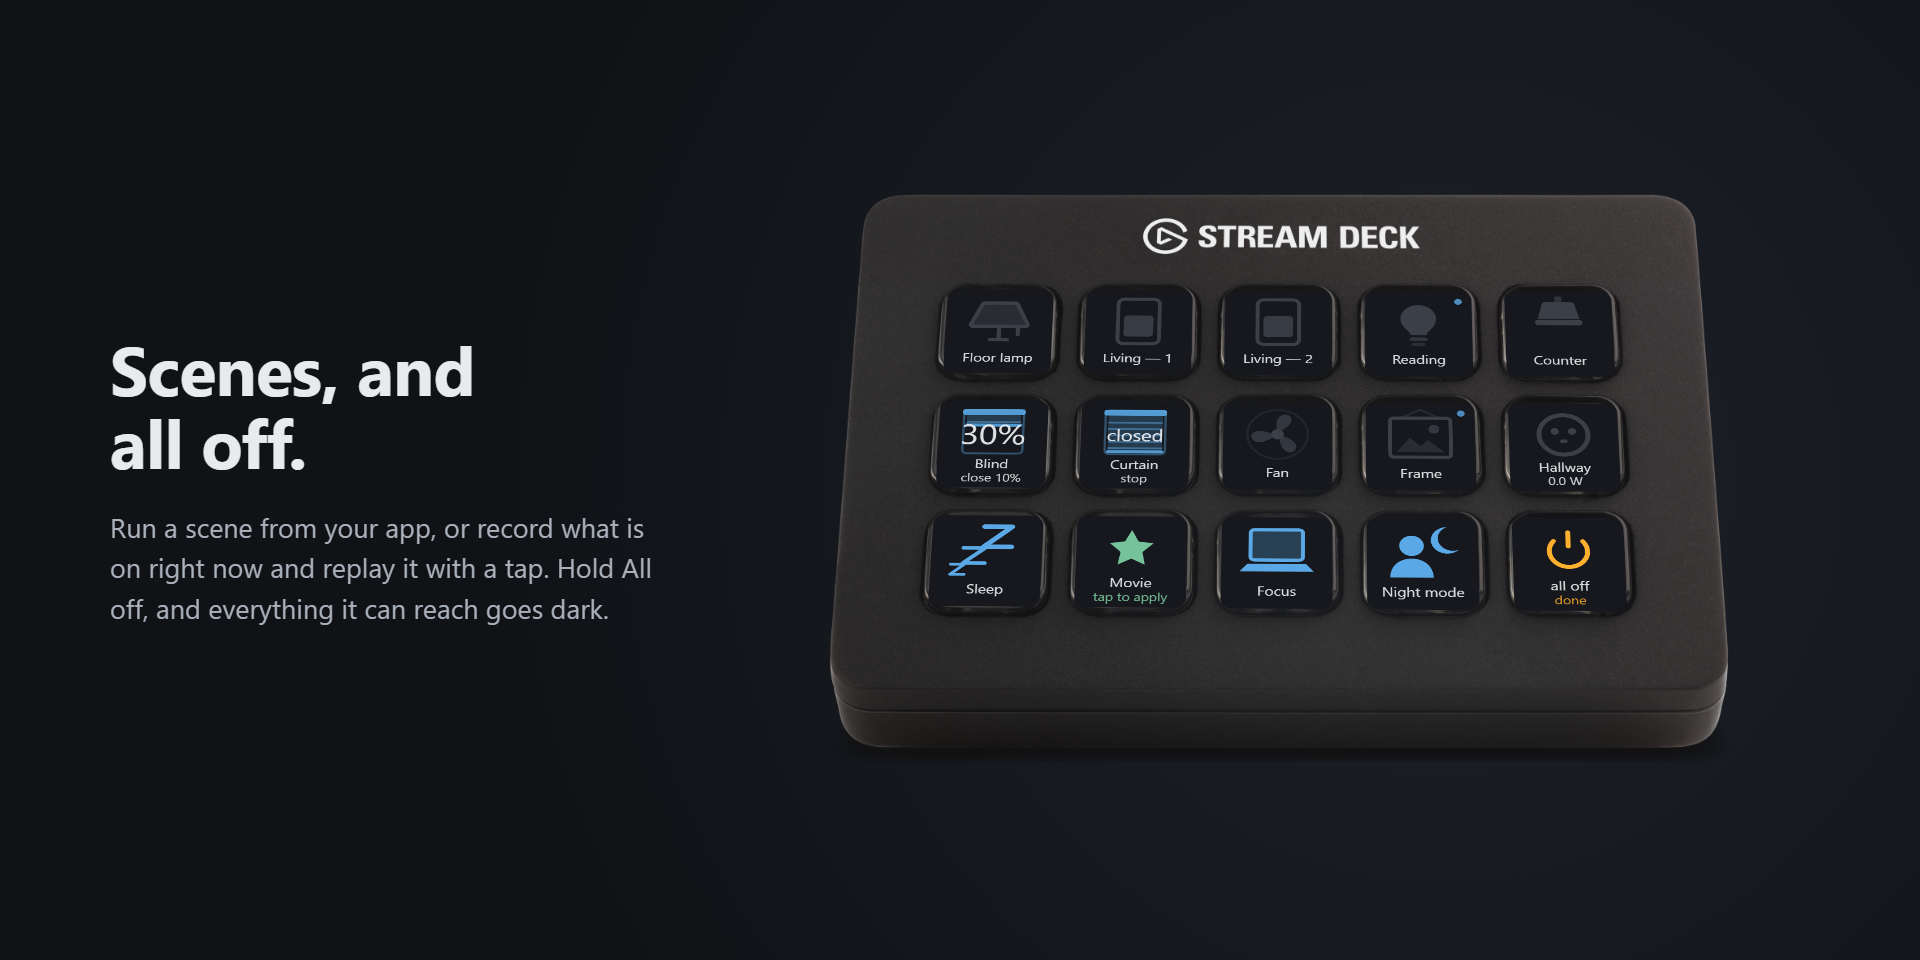 Scenes, and
all off.
Run a scene from your app, or record what is
on right now and replay it with a tap. Hold All
off, and everything it can reach goes dark.
STREAM DECK
Floor lamp
Living — 1
Living — 2
Reading
Counter
30%
Blind
close 10%
closed
Curtain
stop
Fan
Frame
Hallway
0.0 W
Sleep
Movie
tap to apply
Focus
Night mode
all off
done